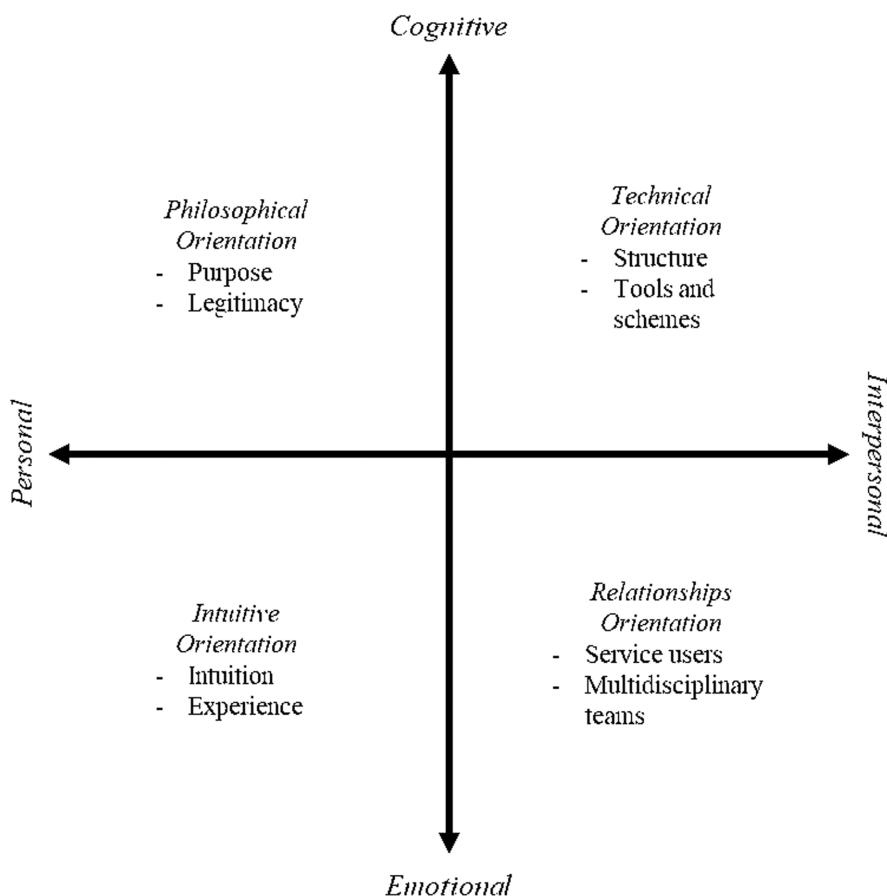 Cognitive
Philosophical
Orientation
- Purpose
- Legitimacy
Technical
Orientation
- Structure
- Tools and
schemes
Personal
Interpersonal
Intuitive
Orientation
- Intuition
- Experience
Relationships
Orientation
- Service users
- Multidisciplinary
teams
Emotional